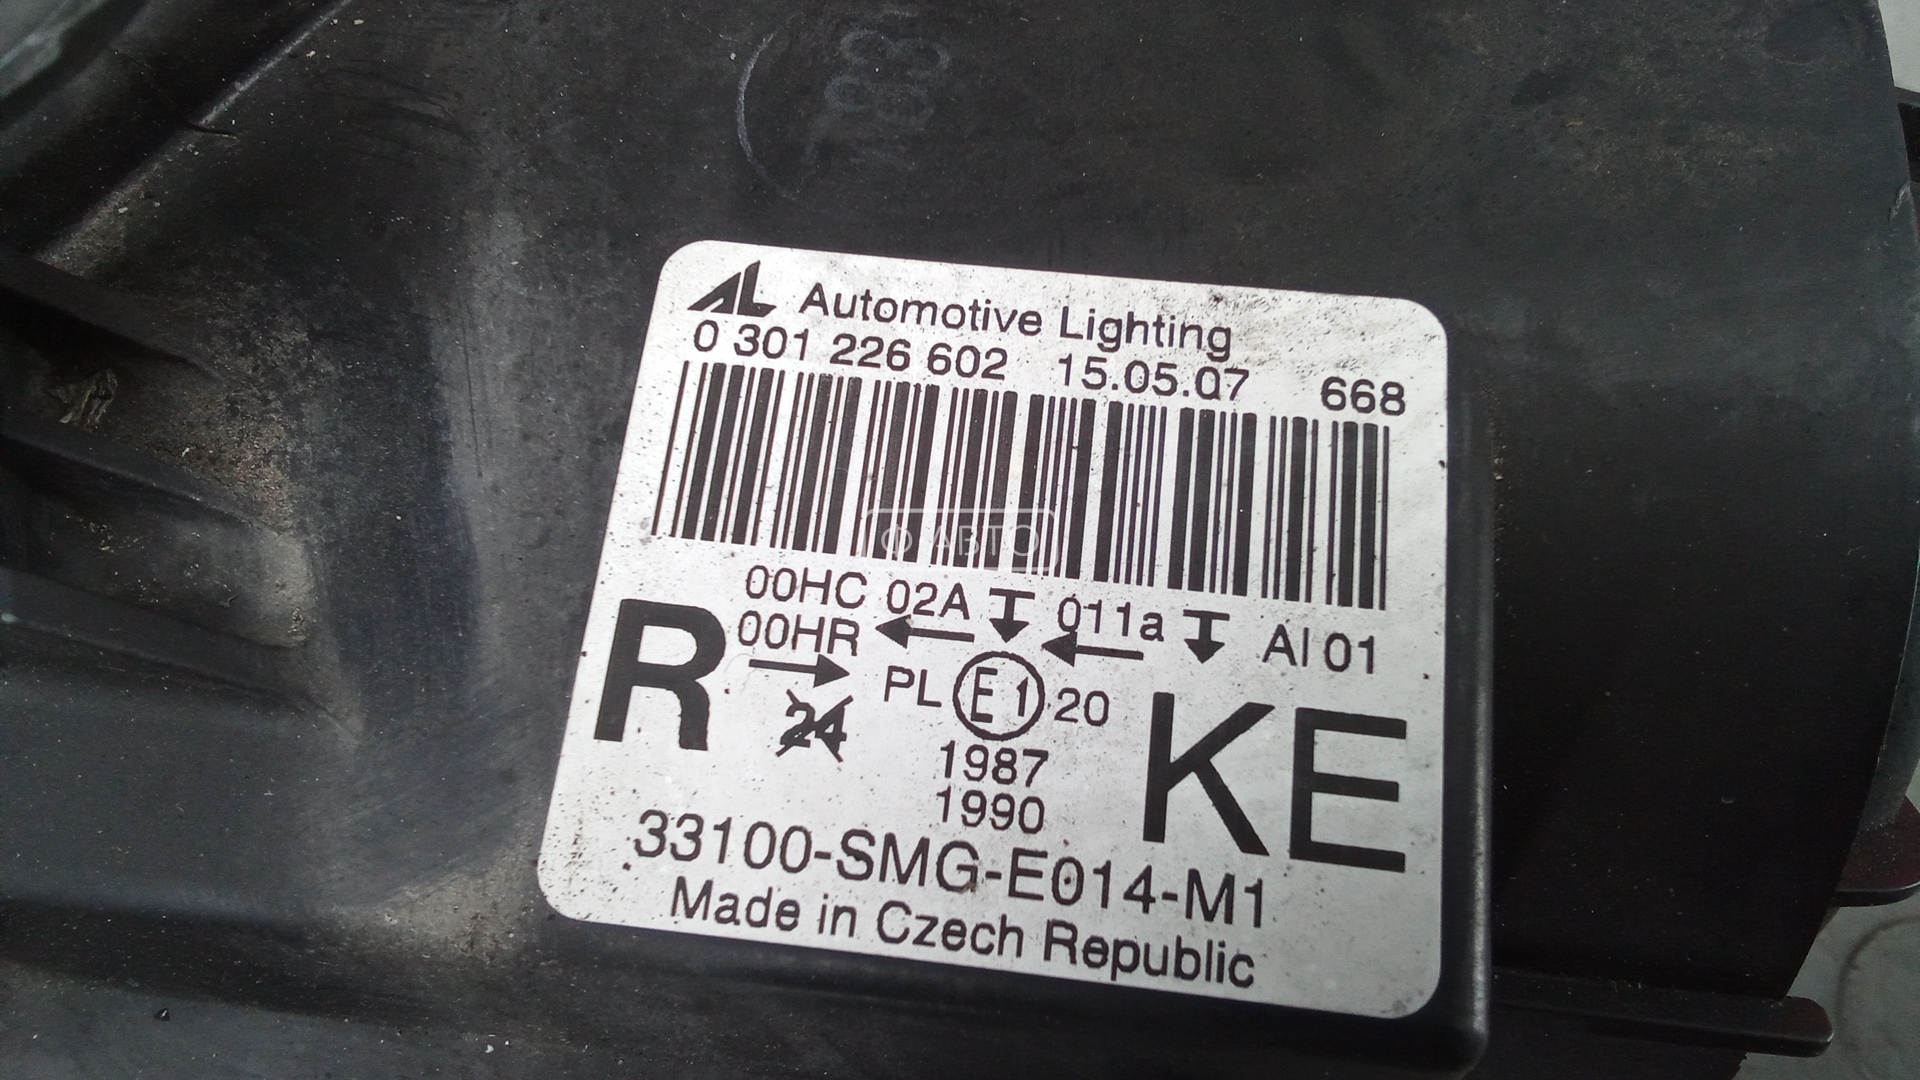 AL Automotive Lighting
0 301 226 602 15.05.07 668
Ф АВТО
00HC 02A 011a AI 01
R 00HR
24 PL E1 20 KE
1987
1990
33100-SMG-E014-M1
Made in Czech Republic